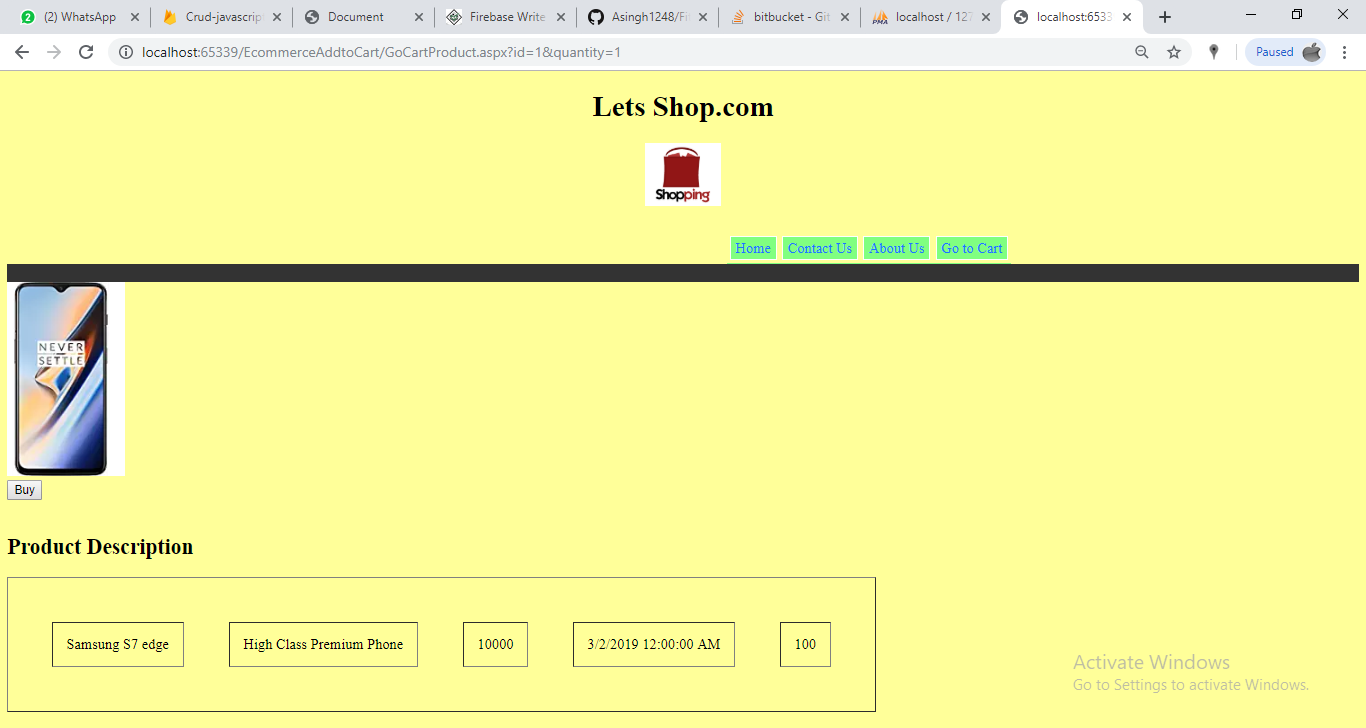 (2) WhatsApp Crud-javascrip Document Firebase Write Asingh1248/Fi bitbucket - Git localhost / 127 localhost:6533
localhost:65339/EcommerceAddtoCart/GoCartProduct.aspx?id=1&quantity=1 Paused
Lets Shop.com
Shopping
Home Contact Us About Us Go to Cart
NEVER
SETTLE
Buy
Product Description
Samsung S7 edge High Class Premium Phone 10000 3/2/2019 12:00:00 AM 100
Activate Windows
Go to Settings to activate Windows.